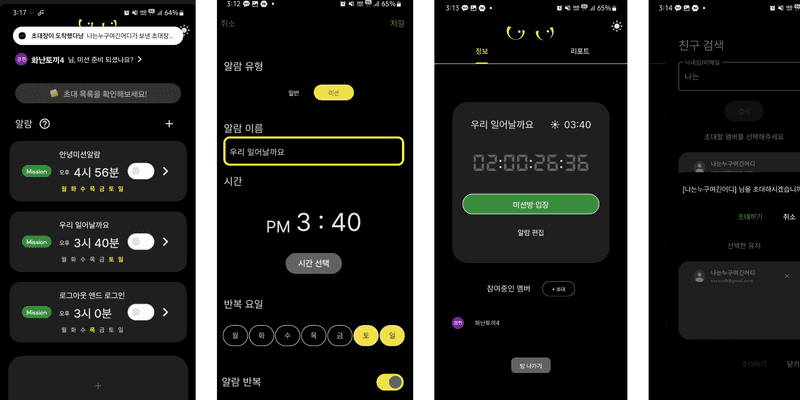 3:17
64%
초대장이 도착했다냥 나는누구여긴어디가 보낸 초대장...
화난토끼4 님, 미션 준비 되셨나요?
초대 목록을 확인해보세요!
알람
+
안녕미션알람
Mission
오후 4시 56분
월 화 수 목 금 토 일
우리 일어날까요
Mission
오후 3시 40분
월 화 수 목 금 토 일
로그아웃 앤드 로그인
Mission
오후 3시 0분
월 화 수 목 금 토 일
+
3:12
65%
취소 저장
알람 유형
일반 미션
알람 이름
우리 일어날까요
시간
PM 3 : 40
시간 선택
반복 요일
월 화 수 목 금 토 일
알람 반복
3:13
65%
정보 리포트
우리 일어날까요 03:40
02:00:26:36
미션방 입장
알람 편집
참여중인 멤버 + 초대
화난토끼4
방 나가기
3:14
친구 검색
닉네임/이메일
나는
검색
초대할 멤버를 선택해주세요
나는누구여긴어디
[나는누구여긴어디] 님을 초대하시겠습니까
초대하기 취소
선택한 유저
나는누구여긴어디
초대하기 닫기